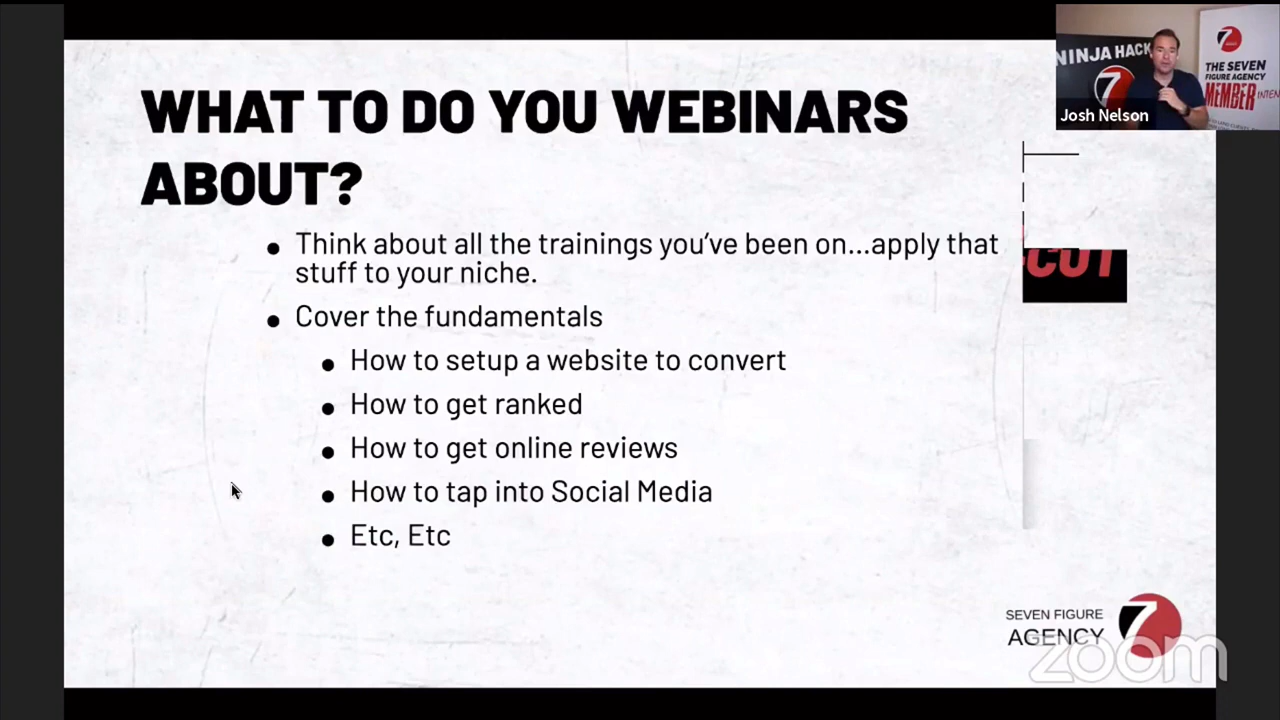 WHAT TO DO YOU WEBINARS
ABOUT?
● Think about all the trainings you’ve been on...apply that
stuff to your niche.
● Cover the fundamentals
● How to setup a website to convert
● How to get ranked
● How to get online reviews
● How to tap into Social Media
● Etc, Etc
NINJA HACK
7
THE SEVEN
FIGURE AGENCY
MEMBER
Josh Nelson
CUT
SEVEN FIGURE
AGENCY
7
zoom